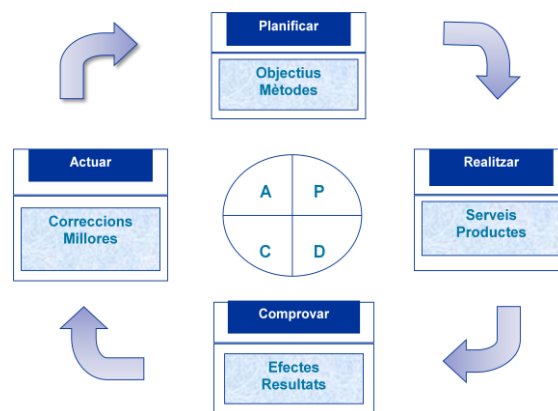 Planificar
Objectius
Mètodes
Actuar
Correccions
Millores
A
P
C
D
Realitzar
Serveis
Productes
Comprovar
Efectes
Resultats